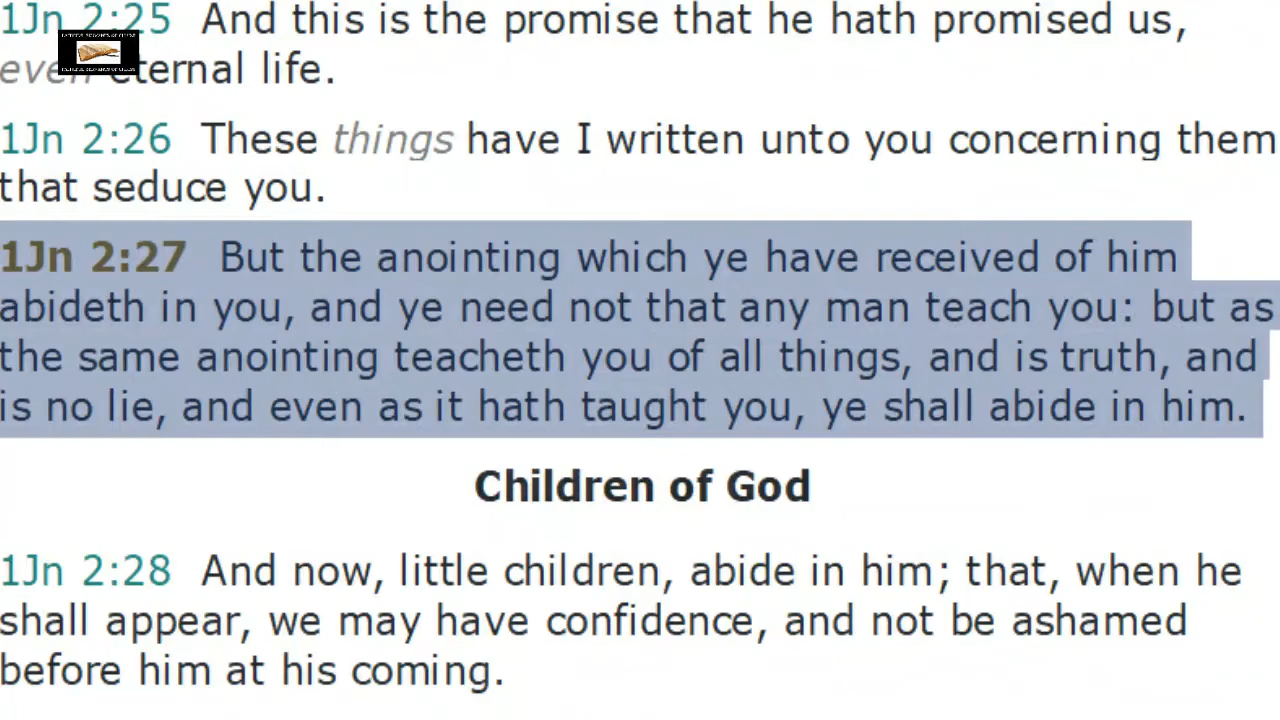 1Jn 2:25 And this is the promise that he hath promised us,
even eternal life.
1Jn 2:26 These things have I written unto you concerning them
that seduce you.
1Jn 2:27 But the anointing which ye have received of him
abideth in you, and ye need not that any man teach you: but as
the same anointing teacheth you of all things, and is truth, and
is no lie, and even as it hath taught you, ye shall abide in him.
Children of God
1Jn 2:28 And now, little children, abide in him; that, when he
shall appear, we may have confidence, and not be ashamed
before him at his coming.